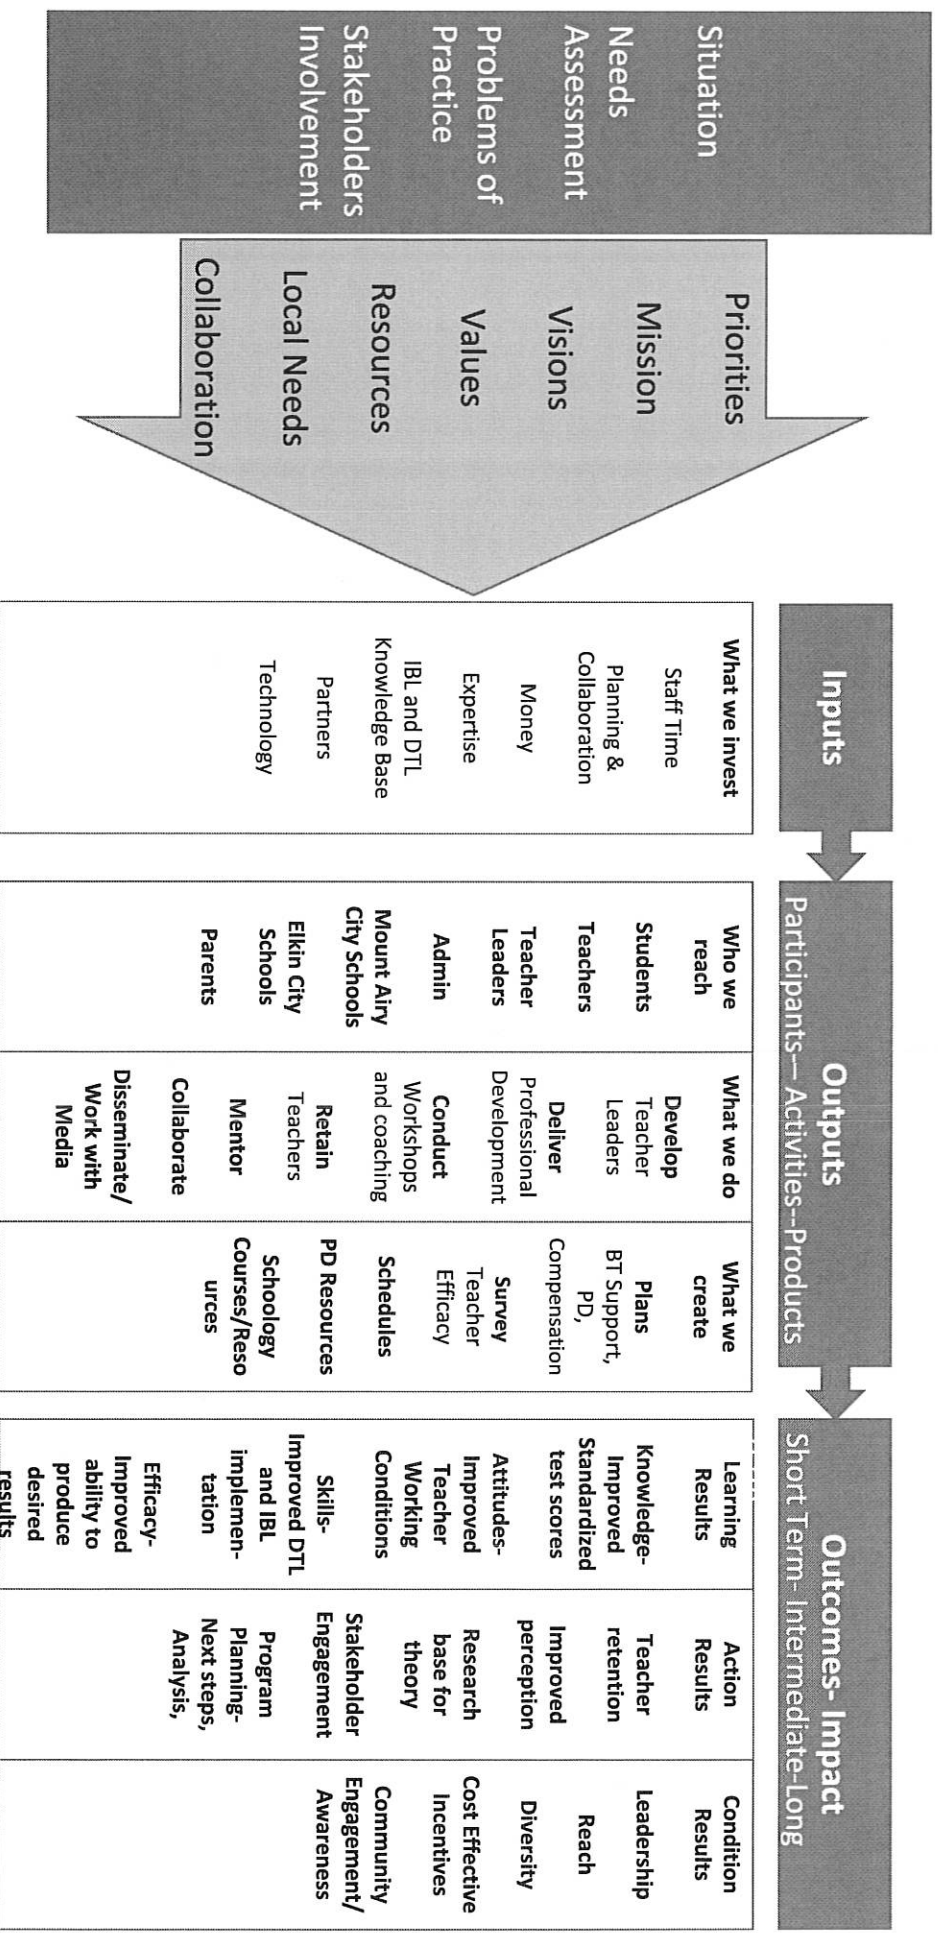 Situation
Needs
Assessment
Problems of
Practice
Stakeholders
Involvement
Priorities
Mission
Visions
Values
Resources
Local Needs
Collaboration
Inputs
What we invest
Staff Time
Planning &
Collaboration
Money
Expertise
IBL and DTL
Knowledge Base
Partners
Technology
Outputs
Participants-- Activities--Products
Who we
reach
Students
Teachers
Teacher
Leaders
Admin
Mount Airy
City Schools
Elkin City
Schools
Parents
What we do
Develop
Teacher
Leaders
Deliver
Professional
Development
Conduct
Workshops
and coaching
Retain
Teachers
Mentor
Collaborate
Disseminate/
Work with
Media
What we
create
Plans
BT Support,
PD,
Compensation
Survey
Teacher
Efficacy
Schedules
PD Resources
Schoology
Courses/Reso
urces
Outcomes- Impact
Short Term- Intermediate-Long
Learning
Results
Knowledge-
Improved
Standardized
test scores
Attitudes-
Improved
Teacher
Working
Conditions
Skills-
Improved DTL
and IBL
implemen-
tation
Efficacy-
Improved
ability to
produce
desired
results
Action
Results
Teacher
retention
Improved
perception
Research
base for
theory
Stakeholder
Engagement
Program
Planning-
Next steps,
Analysis,
Condition
Results
Leadership
Reach
Diversity
Cost Effective
Incentives
Community
Engagement/
Awareness